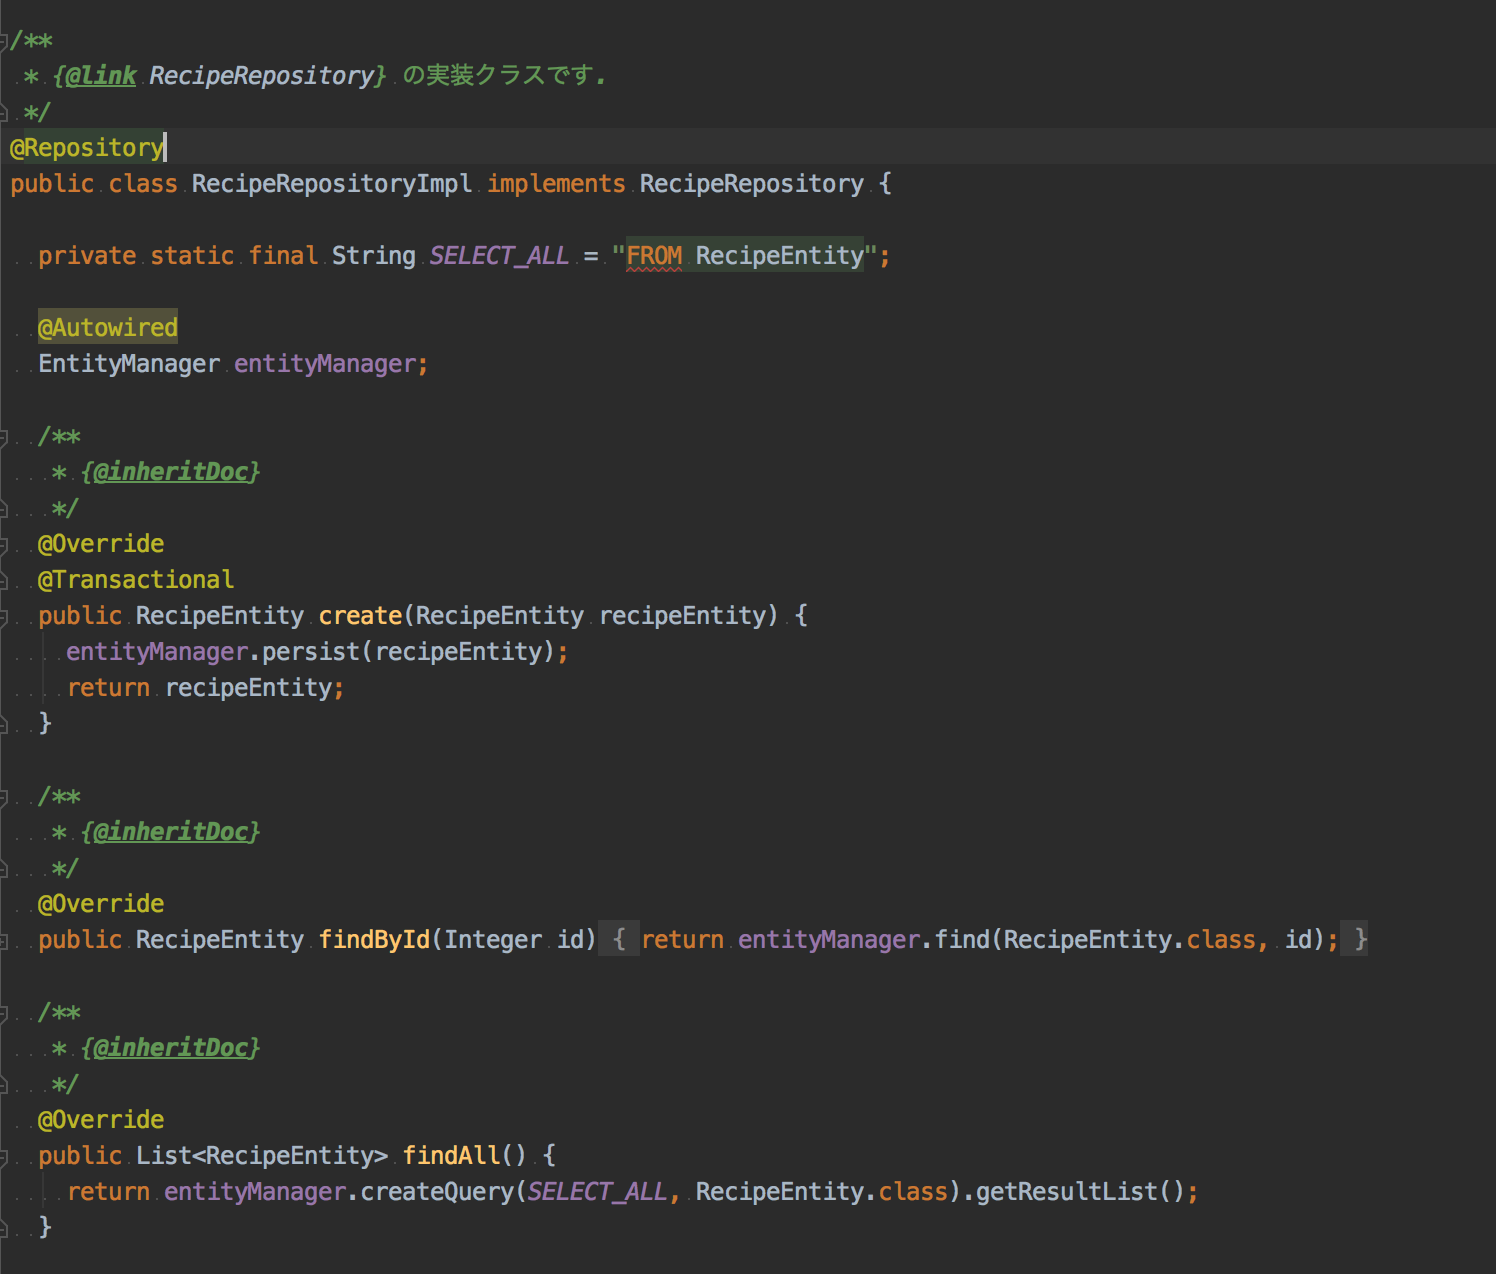 /**
 * {@link RecipeRepository} の実装クラスです.
 */
@Repository
public class RecipeRepositoryImpl implements RecipeRepository {
  private static final String SELECT_ALL = "FROM RecipeEntity";
  @Autowired
  EntityManager entityManager;
  /**
   * {@inheritDoc}
   */
  @Override
  @Transactional
  public RecipeEntity create(RecipeEntity recipeEntity) {
    entityManager.persist(recipeEntity);
    return recipeEntity;
  }
  /**
   * {@inheritDoc}
   */
  @Override
  public RecipeEntity findById(Integer id) { return entityManager.find(RecipeEntity.class, id); }
  /**
   * {@inheritDoc}
   */
  @Override
  public List<RecipeEntity> findAll() {
    return entityManager.createQuery(SELECT_ALL, RecipeEntity.class).getResultList();
  }